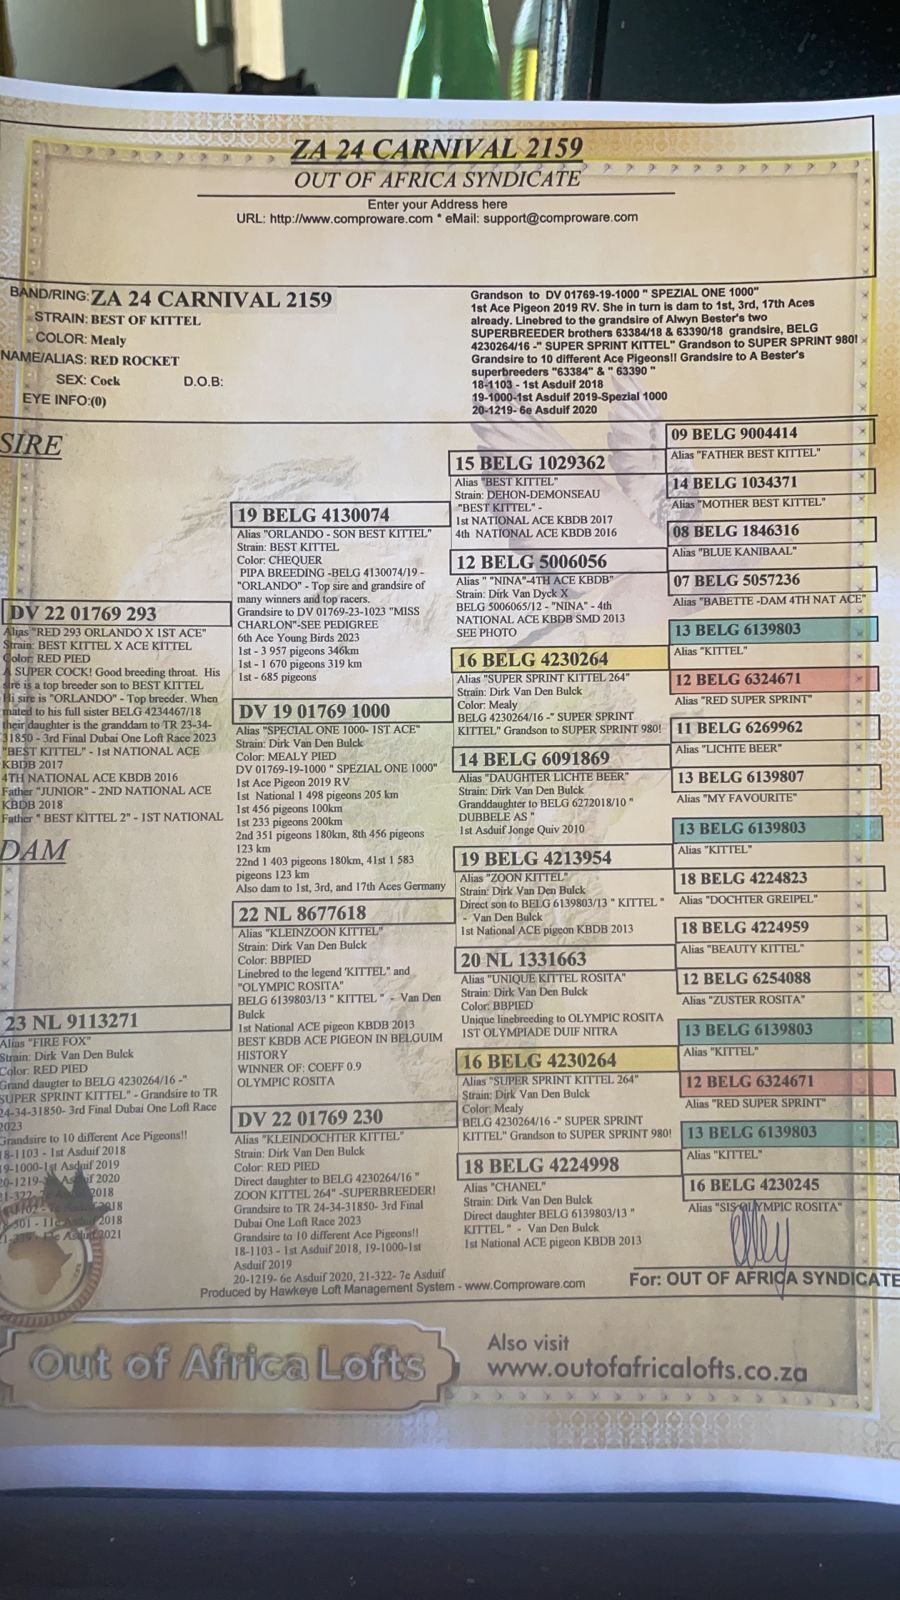 ZA 24 CARNIVAL 2159
OUT OF AFRICA SYNDICATE
Enter your Address here
URL: http://www.comproware.com * eMail: support@comproware.com
BAND/RING: ZA 24 CARNIVAL 2159
STRAIN: BEST OF KITTEL
COLOR: Mealy
NAME/ALIAS: RED ROCKET
SEX: Cock D.O.B:
EYE INFO:(0)
Grandson to DV 01769-19-1000 " SPEZIAL ONE 1000"
1st Ace Pigeon 2019 RV. She in turn is dam to 1st, 3rd, 17th Aces
already. Linebred to the grandsire of Alwyn Bester's two
SUPERBREEDER brothers 63384/18 & 63390/18 grandsire, BELG
4230264/16 -" SUPER SPRINT KITTEL" Grandson to SUPER SPRINT 980!
Grandsire to 10 different Ace Pigeons!! Grandsire to A Bester's
superbreeders "63384" & " 63390 "
18-1103 - 1st Asduif 2018
19-1000-1st Asduif 2019-Spezial 1000
20-1219- 6e Asduif 2020
SIRE
DV 22 01769 293
Alias "RED 293 ORLANDO X 1ST ACE"
Strain: BEST KITTEL X ACE KITTEL
Color: RED PIED
A SUPER COCK! Good breeding throat. His
sire is a top breeder son to BEST KITTEL
Hi sire is "ORLANDO" - Top breeder. When
mated to his full sister BELG 4234467/18
their daughter is the granddam to TR 23-34-
31850 - 3rd Final Dubai One Loft Race 2023
"BEST KITTEL" - 1st NATIONAL ACE
KBDB 2017
4TH NATIONAL ACE KBDB 2016
Father "JUNIOR" - 2ND NATIONAL ACE
KBDB 2018
Father " BEST KITTEL 2" - 1ST NATIONAL
DAM
23 NL 9113271
Alias "FIRE FOX"
Strain: Dirk Van Den Bulck
Color: RED PIED
Grand daugter to BELG 4230264/16 -"
SUPER SPRINT KITTEL" - Grandsire to TR
24-34-31850- 3rd Final Dubai One Loft Race
2023
Grandsire to 10 different Ace Pigeons!!
18-1103 - 1st Asduif 2018
19-1000-1st Asduif 2019
20-1219- Asduif 2020
21-322- 2018
2018
301 - 11e Asduif 2018
Asduif 2021
19 BELG 4130074
Alias "ORLANDO - SON BEST KITTEL"
Strain: BEST KITTEL
Color: CHEQUER
PIPA BREEDING -BELG 4130074/19 -
"ORLANDO" - Top sire and grandsire of
many winners and top racers.
Grandsire to DV 01769-23-1023 "MISS
CHARLON"-SEE PEDIGREE
6th Ace Young Birds 2023
1st - 3 957 pigeons 346km
1st - 1 670 pigeons 319 km
1st - 685 pigeons
DV 19 01769 1000
Alias "SPECIAL ONE 1000- 1ST ACE"
Strain: Dirk Van Den Bulck
Color: MEALY PIED
DV 01769-19-1000 " SPEZIAL ONE 1000"
1st Ace Pigeon 2019 RV
1st National 1 498 pigeons 205 km
1st 456 pigeons 100km
1st 233 pigeons 200km
2nd 351 pigeons 180km, 8th 456 pigeons
123 km
22nd 1 403 pigeons 180km, 41st 1 583
pigeons 123 km
Also dam to 1st, 3rd, and 17th Aces Germany
22 NL 8677618
Alias "KLEINZOON KITTEL"
Strain: Dirk Van Den Bulck
Color: BBPIED
Linebred to the legend 'KITTEL" and
"OLYMPIC ROSITA"
BELG 6139803/13 " KITTEL " - Van Den
Bulck
1st National ACE pigeon KBDB 2013
BEST KBDB ACE PIGEON IN BELGUIM
HISTORY
WINNER OF: COEFF 0.9
OLYMPIC ROSITA
DV 22 01769 230
Alias "KLEINDOCHTER KITTEL"
Strain: Dirk Van Den Bulck
Color: RED PIED
Direct daughter to BELG 4230264/16 "
ZOON KITTEL 264" -SUPERBREEDER!
Grandsire to TR 24-34-31850- 3rd Final
Dubai One Loft Race 2023
Grandsire to 10 different Ace Pigeons!!
18-1103 - 1st Asduif 2018, 19-1000-1st
Asduif 2019
20-1219- 6e Asduif 2020, 21-322- 7e Asduif
15 BELG 1029362
Alias "BEST KITTEL"
Strain: DEHON-DEMONSEAU
"BEST KITTEL" -
1st NATIONAL ACE KBDB 2017
4th NATIONAL ACE KBDB 2016
12 BELG 5006056
Alias " "NINA"-4TH ACE KBDB"
Strain: Dirk Van Dyck X
BELG 5006065/12 - "NINA" - 4th
NATIONAL ACE KBDB SMD 2013
SEE PHOTO
16 BELG 4230264
Alias "SUPER SPRINT KITTEL 264"
Strain: Dirk Van Den Bulck
Color: Mealy
BELG 4230264/16 -" SUPER SPRINT
KITTEL" Grandson to SUPER SPRINT 980!
14 BELG 6091869
Alias "DAUGHTER LICHTE BEER"
Strain: Dirk Van Den Bulck
Granddaughter to BELG 6272018/10 "
DUBBELE AS "
1st Asduif Jonge Quiv 2010
19 BELG 4213954
Alias "ZOON KITTEL"
Strain: Dirk Van Den Bulck
Direct son to BELG 6139803/13 " KITTEL "
- Van Den Bulck
1st National ACE pigeon KBDB 2013
20 NL 1331663
Alias "UNIQUE KITTEL ROSITA"
Strain: Dirk Van Den Bulck
Color: BBPIED
Unique linebreeding to OLYMPIC ROSITA
1ST OLYMPIADE DUIF NITRA
16 BELG 4230264
Alias "SUPER SPRINT KITTEL 264"
Strain: Dirk Van Den Bulck
Color: Mealy
BELG 4230264/16 -" SUPER SPRINT
KITTEL" Grandson to SUPER SPRINT 980!
18 BELG 4224998
Alias "CHANEL"
Strain: Dirk Van Den Bulck
Direct daughter BELG 6139803/13 "
KITTEL " - Van Den Bulck
1st National ACE pigeon KBDB 2013
09 BELG 9004414
Alias "FATHER BEST KITTEL"
14 BELG 1034371
Alias "MOTHER BEST KITTEL"
08 BELG 1846316
Alias "BLUE KANIBAAL"
07 BELG 5057236
Alias "BABETTE -DAM 4TH NAT ACE"
13 BELG 6139803
Alias "KITTEL"
12 BELG 6324671
Alias "RED SUPER SPRINT"
11 BELG 6269962
Alias "LICHTE BEER"
13 BELG 6139807
Alias "MY FAVOURITE"
13 BELG 6139803
Alias "KITTEL"
18 BELG 4224823
Alias "DOCHTER GREIPEL"
18 BELG 4224959
Alias "BEAUTY KITTEL"
12 BELG 6254088
Alias "ZUSTER ROSITA"
13 BELG 6139803
Alias "KITTEL"
12 BELG 6324671
Alias "RED SUPER SPRINT"
13 BELG 6139803
Alias "KITTEL"
16 BELG 4230245
Alias "SIS OLYMPIC ROSITA"
For: OUT OF AFRICA SYNDICATE
Produced by Hawkeye Loft Management System - www.Comproware.com
Out of Africa Lofts
Also visit
www.outofafricalofts.co.za